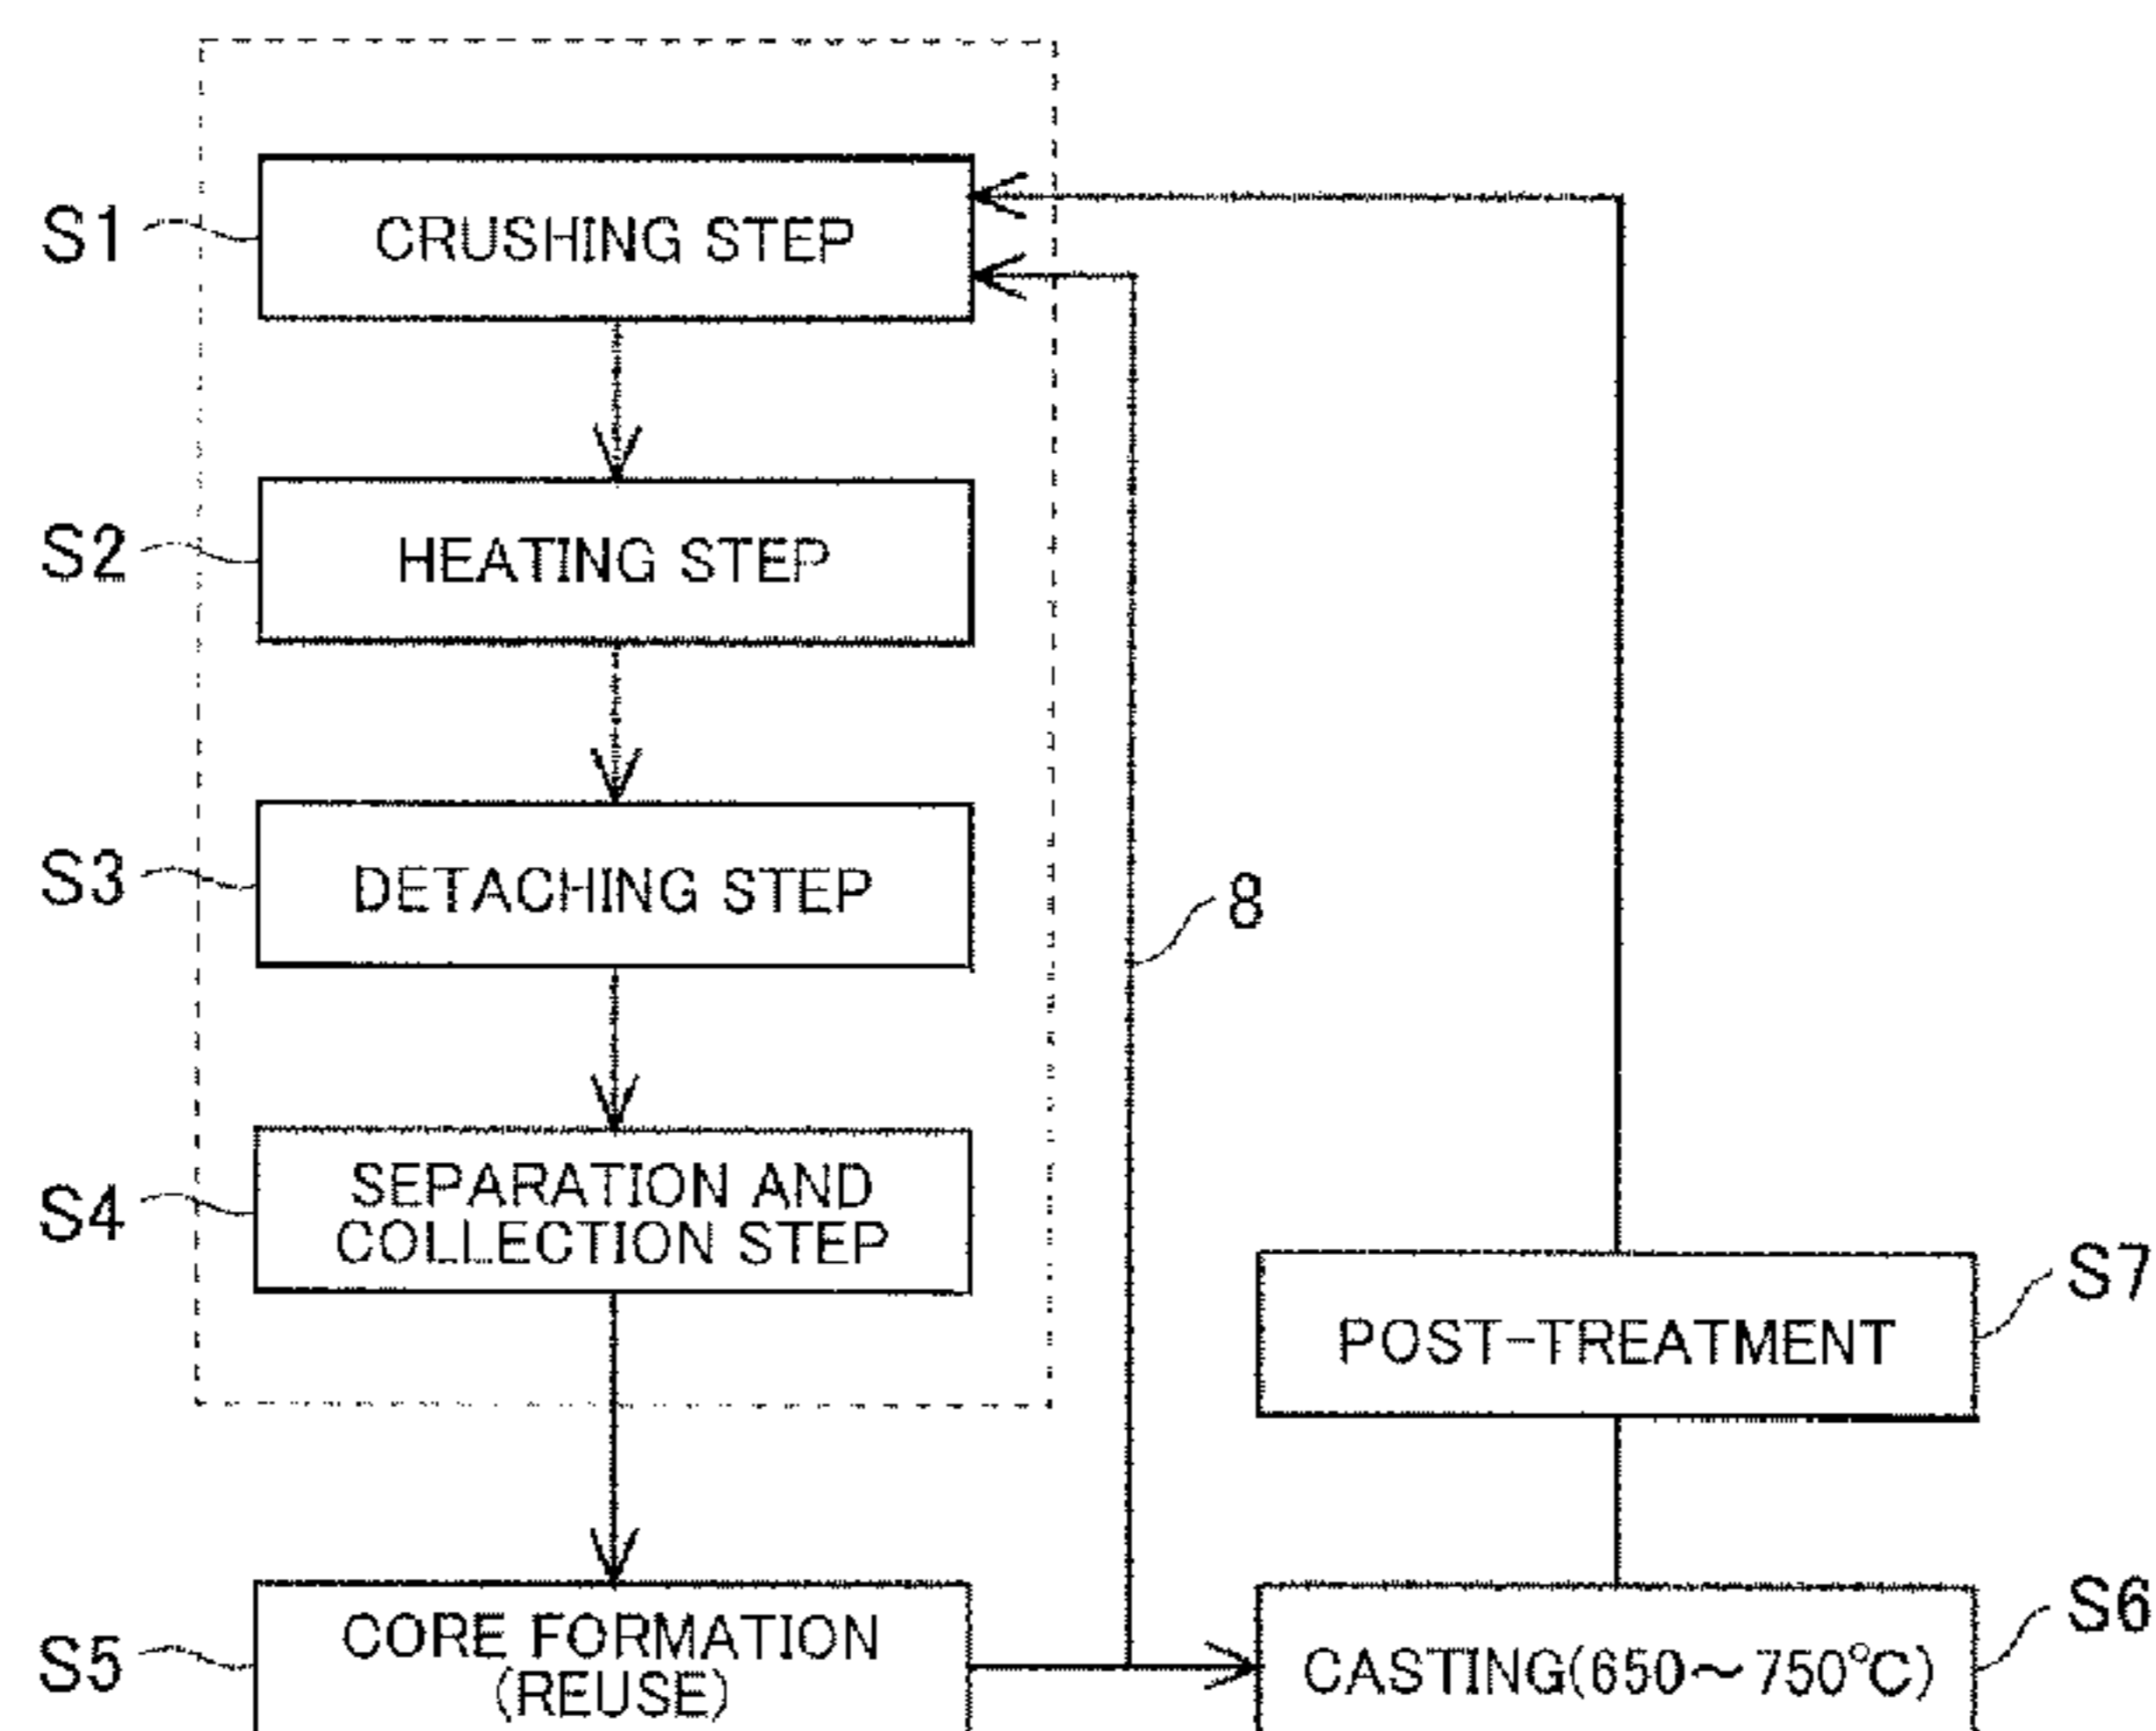 S1
CRUSHING STEP
S2
HEATING STEP
S3
DETACHING STEP
8
S4
SEPARATION AND
COLLECTION STEP
S7
POST-TREATMENT
S5
CORE FORMATION
(REUSE)
S6
CASTING(650～750℃)